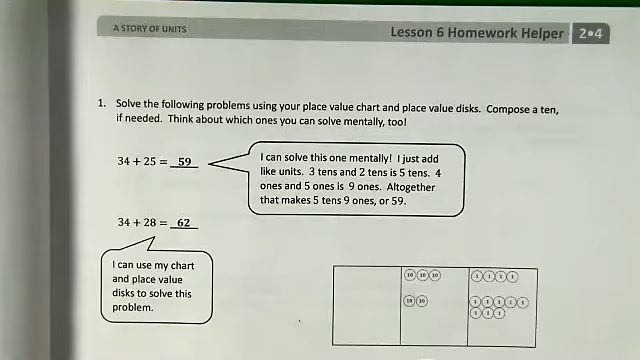 A STORY OF UNITS
Lesson 6 Homework Helper 2•4
1. Solve the following problems using your place value chart and place value disks. Compose a ten,
if needed. Think about which ones you can solve mentally, too!
34 + 25 = 59
I can solve this one mentally! I just add
like units. 3 tens and 2 tens is 5 tens. 4
ones and 5 ones is 9 ones. Altogether
that makes 5 tens 9 ones, or 59.
34 + 28 = 62
I can use my chart
and place value
disks to solve this
problem.
10 10 10 1 1 1 1
10 10 1 1 1 1 1
1 1 1